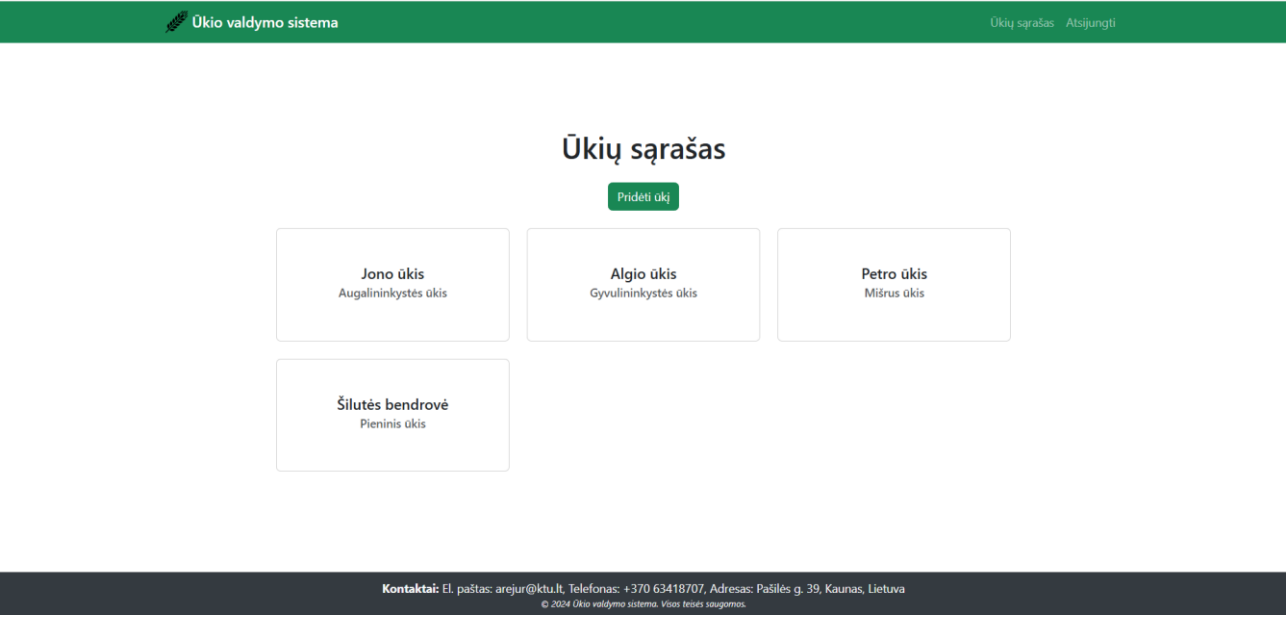 Ūkio valdymo sistema
Ūkių sąrašas Atsijungti
Ūkių sąrašas
Pridėti ūkį
Jono ūkis
Augalininkystės ūkis
Algio ūkis
Gyvulininkystės ūkis
Petro ūkis
Mišrus ūkis
Šilutės bendrovė
Pieninis ūkis
Kontaktai: El. paštas: arejur@ktu.lt, Telefonas: +370 63418707, Adresas: Pašilės g. 39, Kaunas, Lietuva
© 2024 Ūkio valdymo sistema. Visos teisės saugomos.